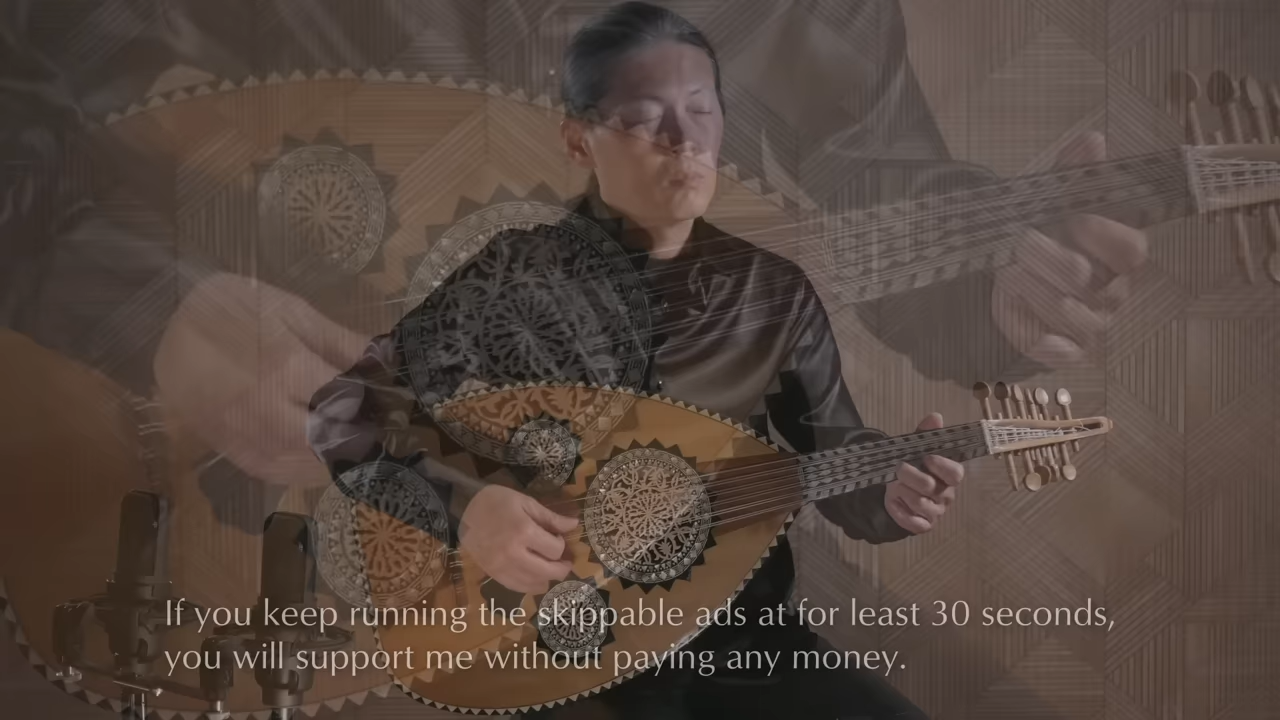 If you keep running the skippable ads at for least 30 seconds,
you will support me without paying any money.